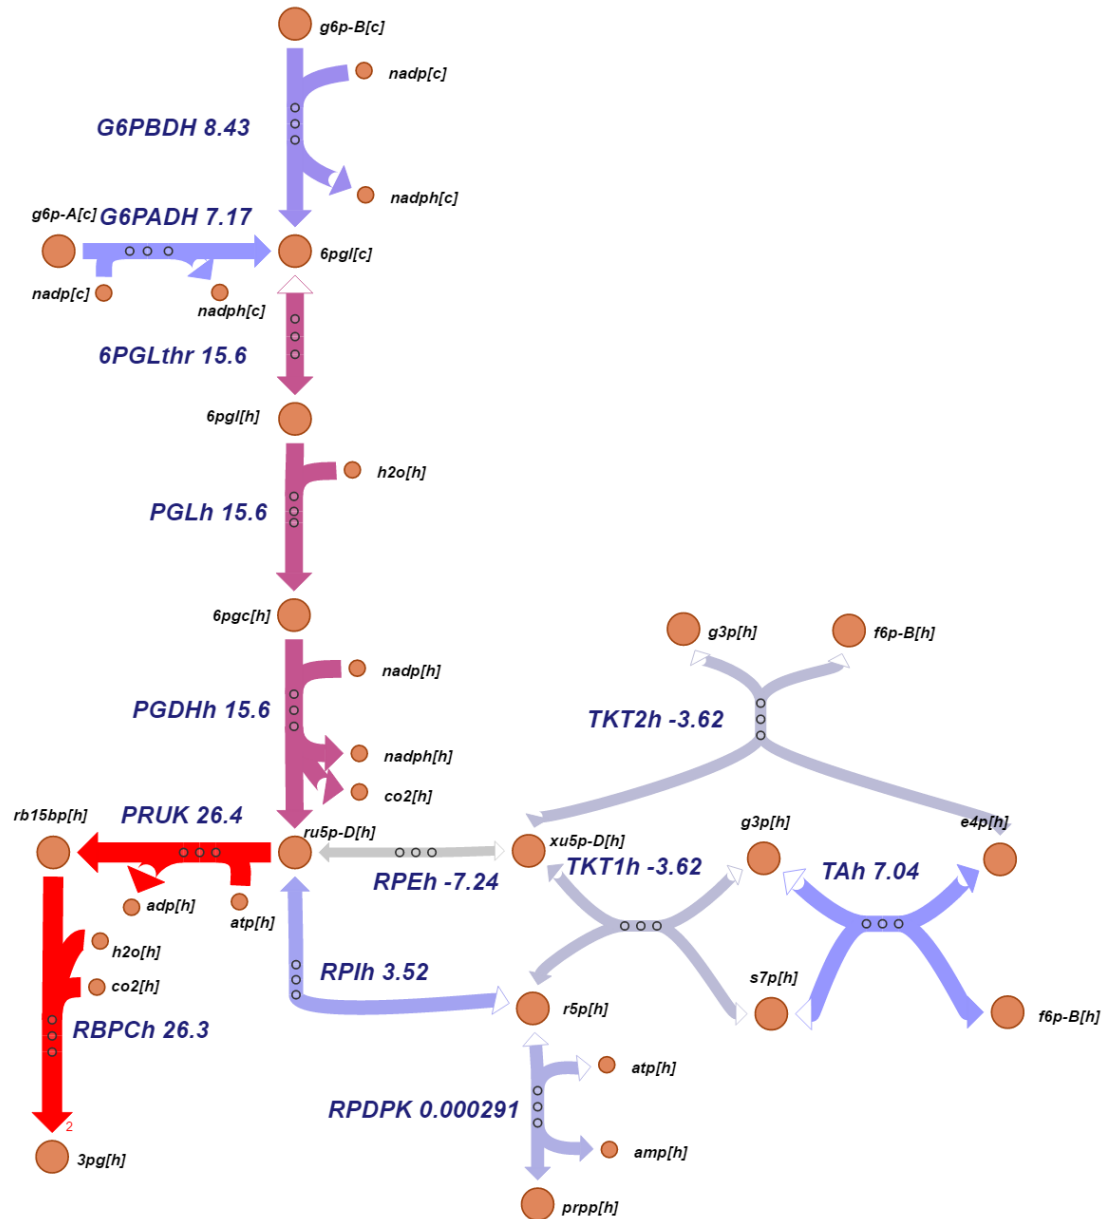 g6p-B[c]
nadp[c]
G6PBDH 8.43
nadph[c]
g6p-A[c]
G6PADH 7.17
6pgl[c]
nadp[c]
nadph[c]
6PGLthr 15.6
6pgl[h]
h2o[h]
PGLh 15.6
6pgc[h]
g3p[h]
f6p-B[h]
nadp[h]
PGDHh 15.6
TKT2h -3.62
nadph[h]
co2[h]
rb15bp[h]
PRUK 26.4
ru5p-D[h]
xu5p-D[h]
g3p[h]
e4p[h]
RPEh -7.24
TKT1h -3.62
TAh 7.04
adp[h]
atp[h]
h2o[h]
co2[h]
RPIh 3.52
s7p[h]
r5p[h]
f6p-B[h]
RBPCh 26.3
atp[h]
RPDPK 0.000291
2
3pg[h]
amp[h]
prpp[h]